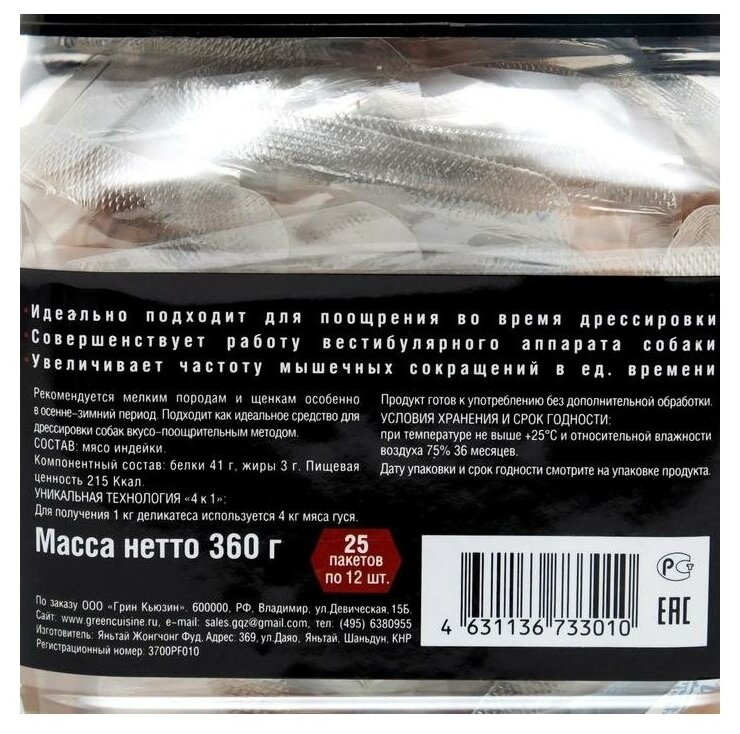 ·Идеально подходит для поощрения во время дрессировки
·Совершенствует работу вестибулярного аппарата собаки
·Увеличивает частоту мышечных сокращений в ед. времени
Рекомендуется мелким породам и щенкам особенно
в осенне-зимний период. Подходит как идеальное средство для
дрессировки собак вкусо-поощрительным методом.
СОСТАВ: мясо индейки.
Компонентный состав: белки 41 г, жиры 3 г. Пищевая
ценность 215 Ккал.
УНИКАЛЬНАЯ ТЕХНОЛОГИЯ «4 к 1»:
Для получения 1 кг деликатеса используется 4 кг мяса гуся.
Продукт готов к употреблению без дополнительной обработки.
УСЛОВИЯ ХРАНЕНИЯ И СРОК ГОДНОСТИ:
при температуре не выше +25°С и относительной влажности
воздуха 75% 36 месяцев.
Дату упаковки и срок годности смотрите на упаковке продукта.
Масса нетто 360 г
25
пакетов
по 12 шт.
По заказу ООО «Грин Кьюзин». 600000, РФ, Владимир, ул.Девическая, 15Б.
Сайт: www.greencuisine.ru, e-mail: sales.gqz@gmail.com, тел: (495) 6380955
Изготовитель: Яньтай Жонгчонг Фуд. Адрес: 369, ул.Даяо, Яньтай, Шаньдун, КНР
Регистрационный номер: 3700PF010
4 631136 733010
РСТ
ЕАС